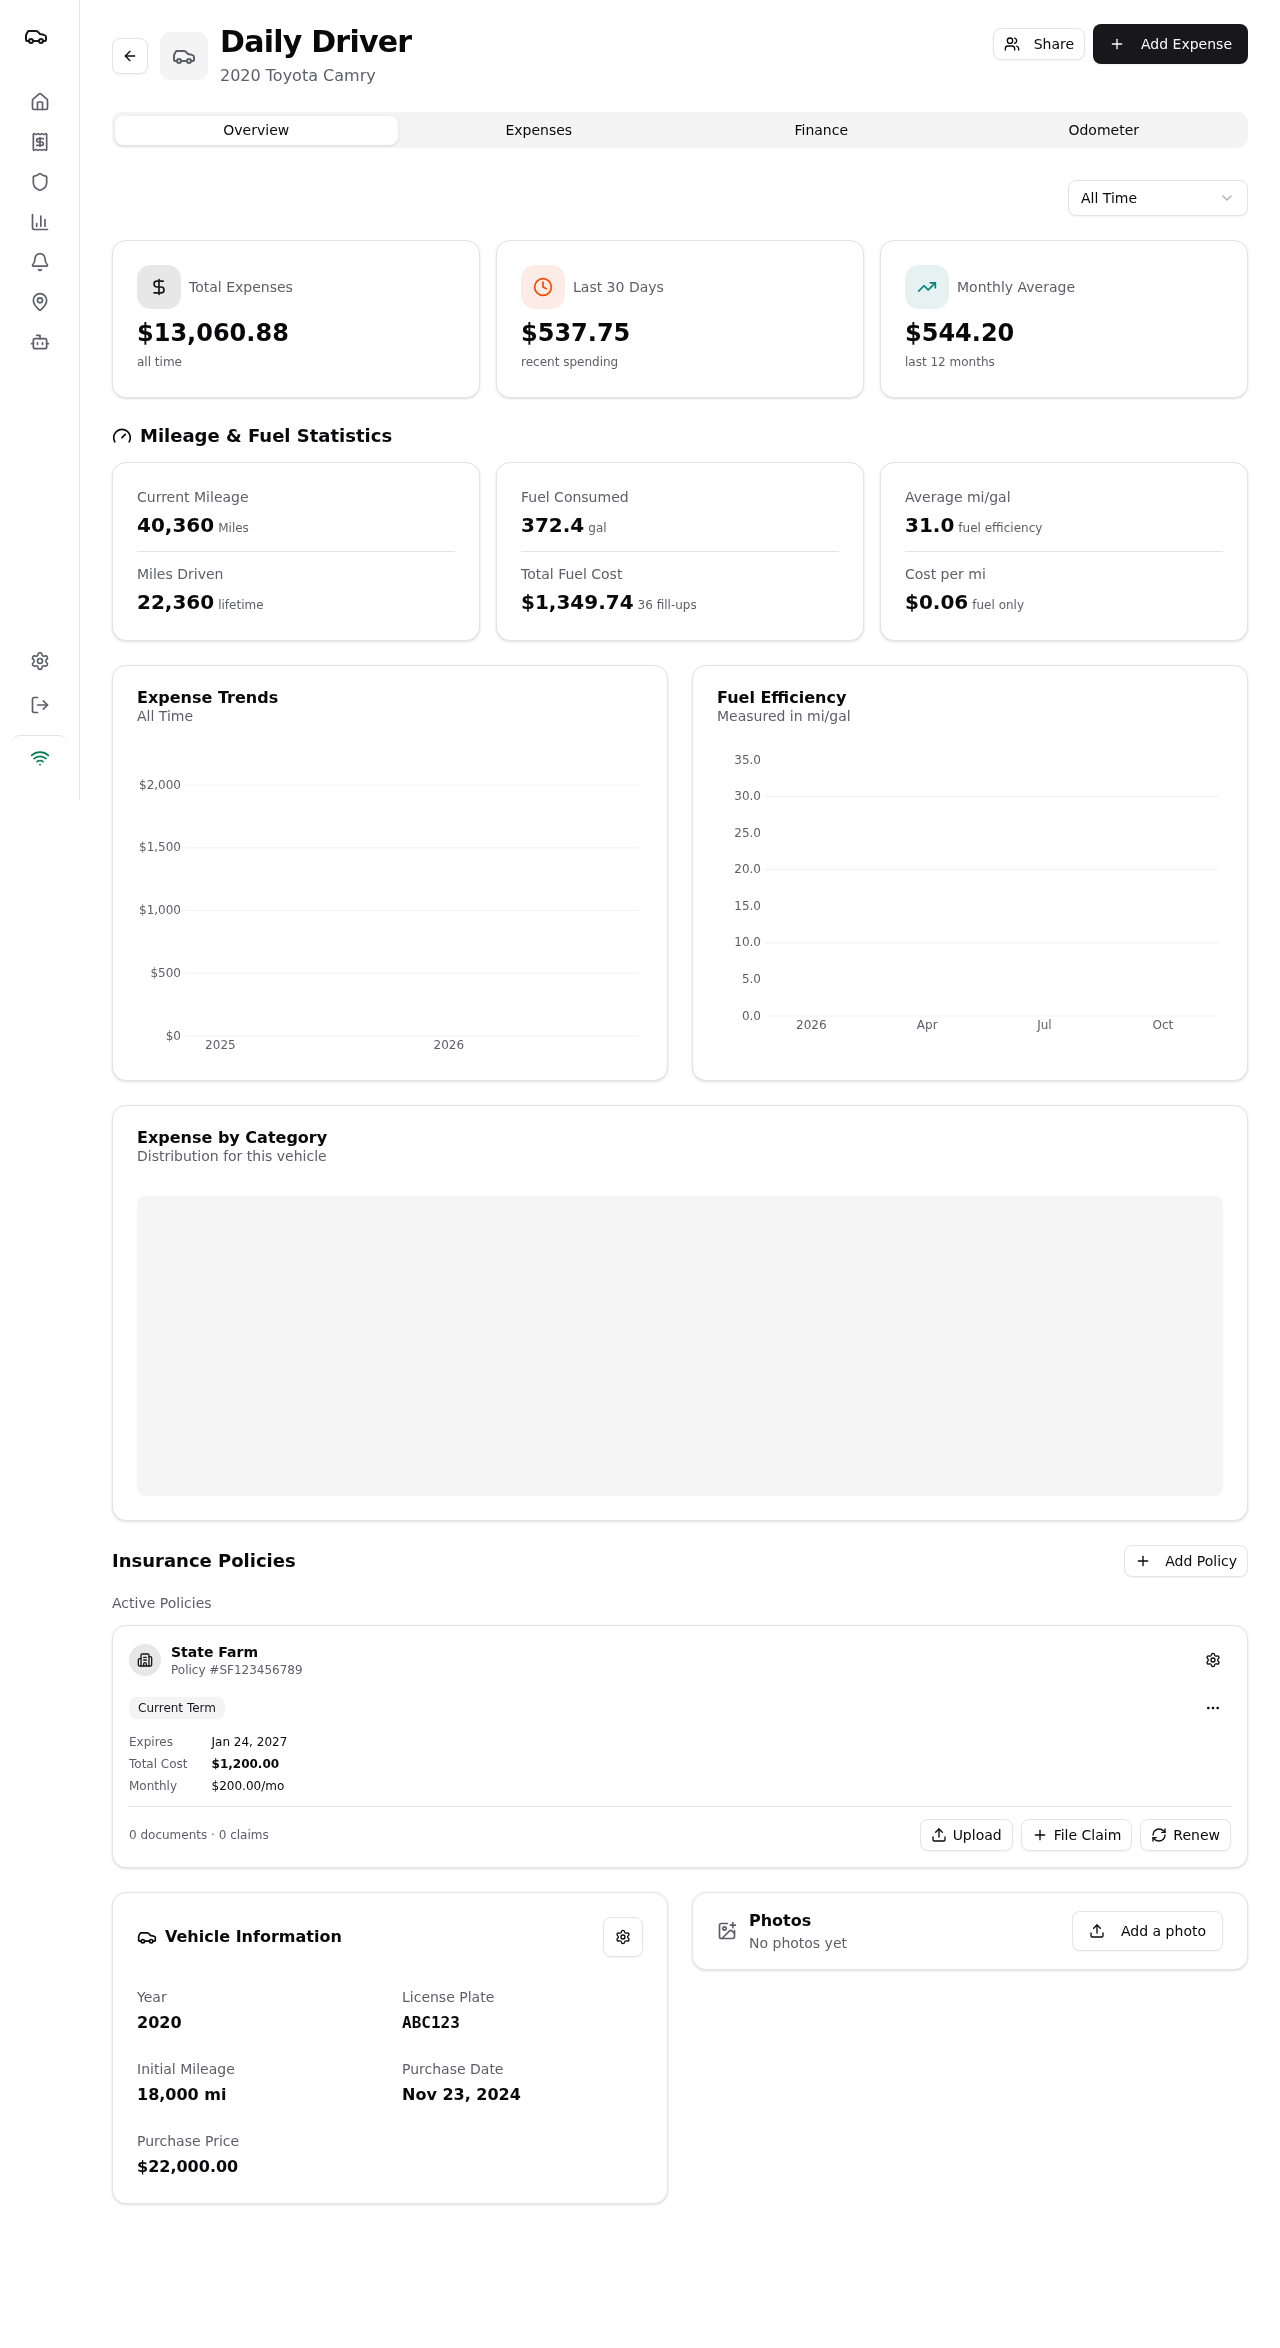 Daily Driver
2020 Toyota Camry
Share
Add Expense
Overview
Expenses
Finance
Odometer
All Time
Total Expenses
$13,060.88
all time
Last 30 Days
$537.75
recent spending
Monthly Average
$544.20
last 12 months
Mileage & Fuel Statistics
Current Mileage
40,360 Miles
Miles Driven
22,360 lifetime
Fuel Consumed
372.4 gal
Total Fuel Cost
$1,349.74 36 fill-ups
Average mi/gal
31.0 fuel efficiency
Cost per mi
$0.06 fuel only
Expense Trends
All Time
$2,000
$1,500
$1,000
$500
$0
2025
2026
Fuel Efficiency
Measured in mi/gal
35.0
30.0
25.0
20.0
15.0
10.0
5.0
0.0
2026
Apr
Jul
Oct
Expense by Category
Distribution for this vehicle
Insurance Policies
Add Policy
Active Policies
State Farm
Policy #SF123456789
Current Term
Expires Jan 24, 2027
Total Cost $1,200.00
Monthly $200.00/mo
0 documents · 0 claims
Upload
File Claim
Renew
Vehicle Information
Year
2020
License Plate
ABC123
Initial Mileage
18,000 mi
Purchase Date
Nov 23, 2024
Purchase Price
$22,000.00
Photos
No photos yet
Add a photo